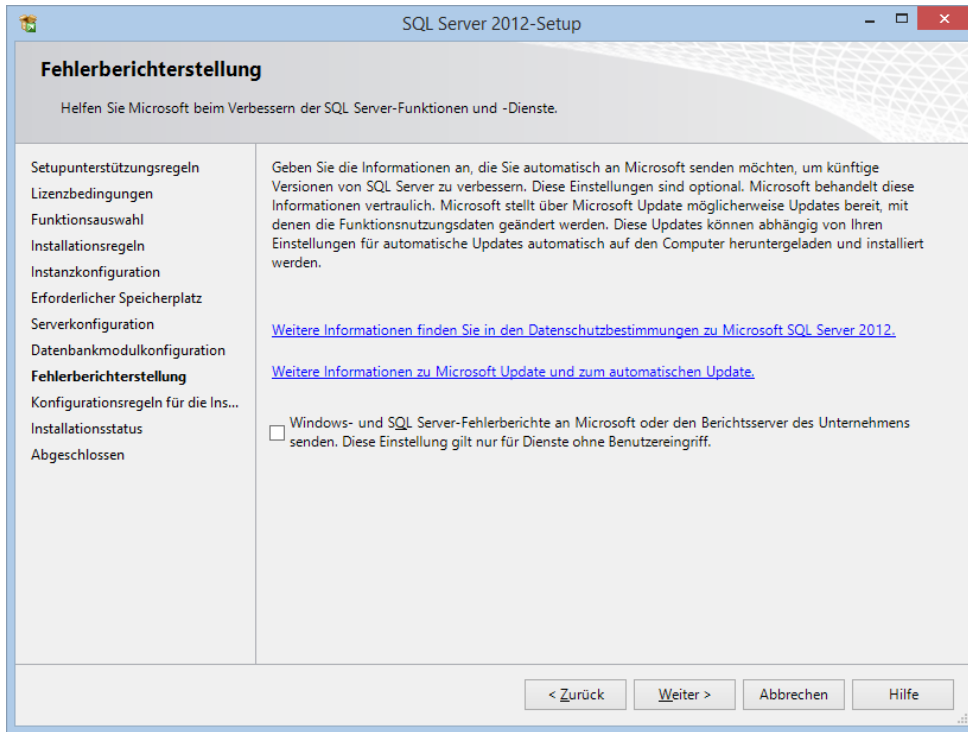 SQL Server 2012-Setup
Fehlerberichterstellung
Helfen Sie Microsoft beim Verbessern der SQL Server-Funktionen und -Dienste.
Setupunterstützungsregeln
Lizenzbedingungen
Funktionsauswahl
Installationsregeln
Instanzkonfiguration
Erforderlicher Speicherplatz
Serverkonfiguration
Datenbankmodulkonfiguration
Fehlerberichterstellung
Konfigurationsregeln für die Ins...
Installationsstatus
Abgeschlossen
Geben Sie die Informationen an, die Sie automatisch an Microsoft senden möchten, um künftige
Versionen von SQL Server zu verbessern. Diese Einstellungen sind optional. Microsoft behandelt diese
Informationen vertraulich. Microsoft stellt über Microsoft Update möglicherweise Updates bereit, mit
denen die Funktionsnutzungsdaten geändert werden. Diese Updates können abhängig von Ihren
Einstellungen für automatische Updates automatisch auf den Computer heruntergeladen und installiert
werden.
Weitere Informationen finden Sie in den Datenschutzbestimmungen zu Microsoft SQL Server 2012.
Weitere Informationen zu Microsoft Update und zum automatischen Update.
Windows- und SQL Server-Fehlerberichte an Microsoft oder den Berichtsserver des Unternehmens
senden. Diese Einstellung gilt nur für Dienste ohne Benutzereingriff.
< Zurück
Weiter >
Abbrechen
Hilfe